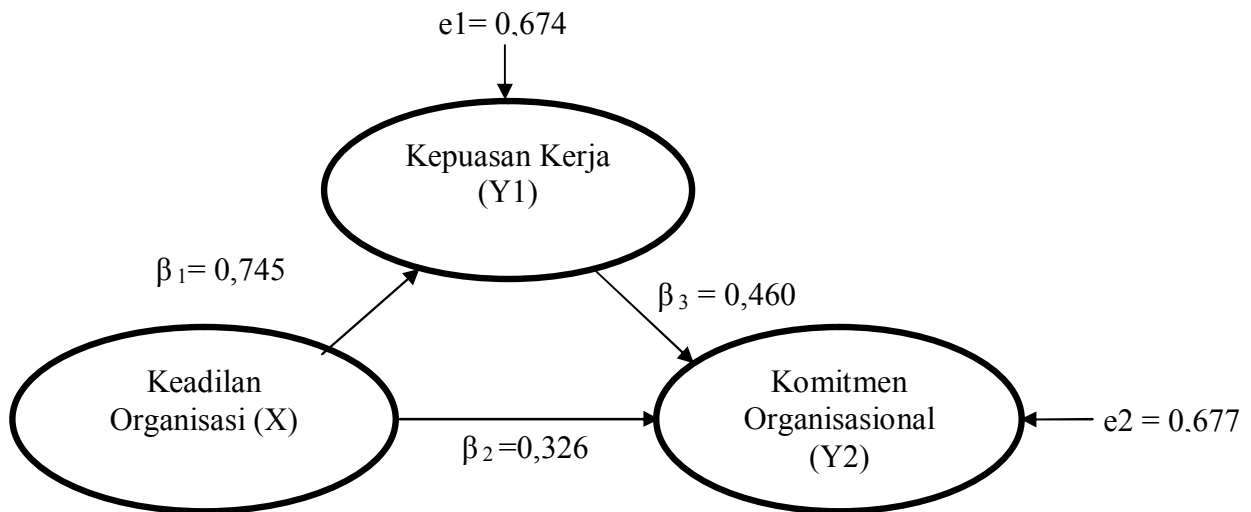 e1= 0,674
Kepuasan Kerja
(Y1)
β 1= 0,745
β 3 = 0,460
Keadilan
Organisasi (X)
Komitmen
Organisasional
(Y2)
e2 = 0.677
β 2 =0,326